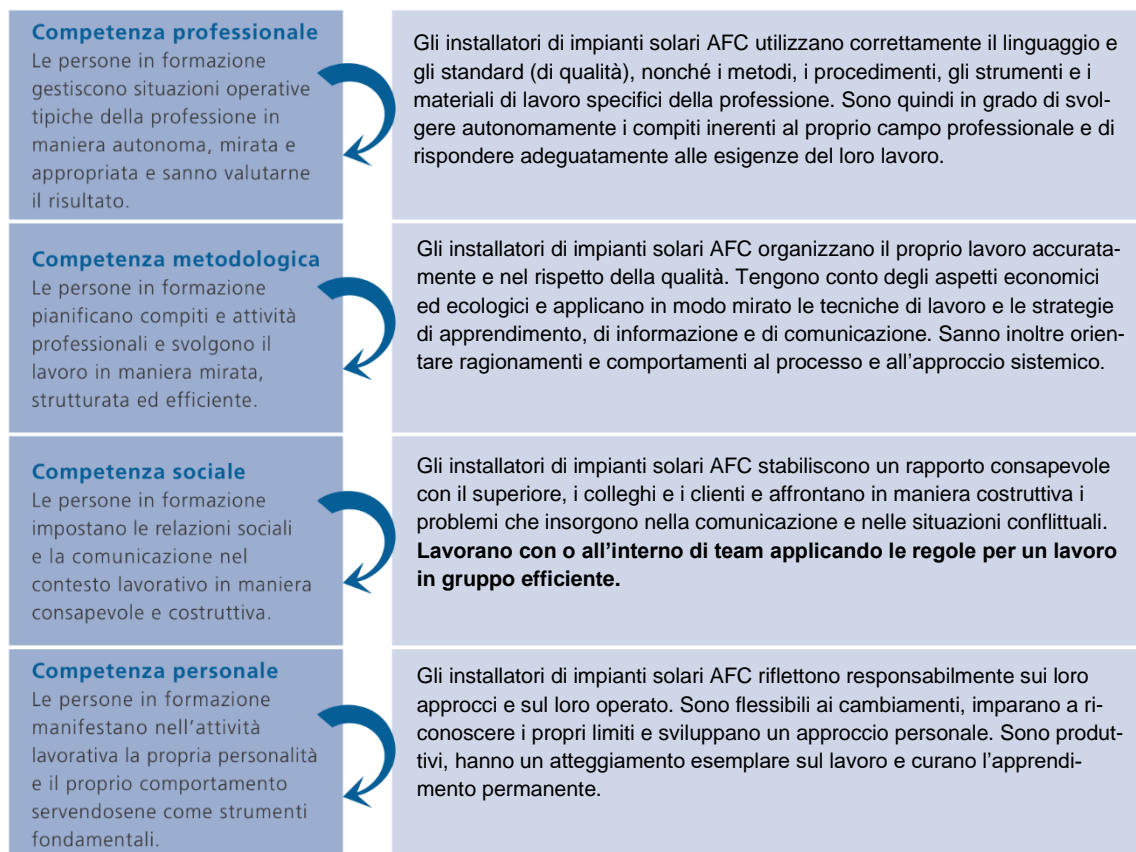 Competenza professionale
Le persone in formazione
gestiscono situazioni operative
tipiche della professione in
maniera autonoma, mirata e
appropriata e sanno valutarne
il risultato.
Gli installatori di impianti solari AFC utilizzano correttamente il linguaggio e
gli standard (di qualità), nonché i metodi, i procedimenti, gli strumenti e i
materiali di lavoro specifici della professione. Sono quindi in grado di svol-
gere autonomamente i compiti inerenti al proprio campo professionale e di
rispondere adeguatamente alle esigenze del loro lavoro.
Competenza metodologica
Le persone in formazione
pianificano compiti e attività
professionali e svolgono il
lavoro in maniera mirata,
strutturata ed efficiente.
Gli installatori di impianti solari AFC organizzano il proprio lavoro accurata-
mente e nel rispetto della qualità. Tengono conto degli aspetti economici
ed ecologici e applicano in modo mirato le tecniche di lavoro e le strategie
di apprendimento, di informazione e di comunicazione. Sanno inoltre orien-
tare ragionamenti e comportamenti al processo e all’approccio sistemico.
Competenza sociale
Le persone in formazione
impostano le relazioni sociali
e la comunicazione nel
contesto lavorativo in maniera
consapevole e costruttiva.
Gli installatori di impianti solari AFC stabiliscono un rapporto consapevole
con il superiore, i colleghi e i clienti e affrontano in maniera costruttiva i
problemi che insorgono nella comunicazione e nelle situazioni conflittuali.
Lavorano con o all’interno di team applicando le regole per un lavoro
in gruppo efficiente.
Competenza personale
Le persone in formazione
manifestano nell’attività
lavorativa la propria personalità
e il proprio comportamento
servendosene come strumenti
fondamentali.
Gli installatori di impianti solari AFC riflettono responsabilmente sui loro
approcci e sul loro operato. Sono flessibili ai cambiamenti, imparano a ri-
conoscere i propri limiti e sviluppano un approccio personale. Sono produt-
tivi, hanno un atteggiamento esemplare sul lavoro e curano l’apprendi-
mento permanente.